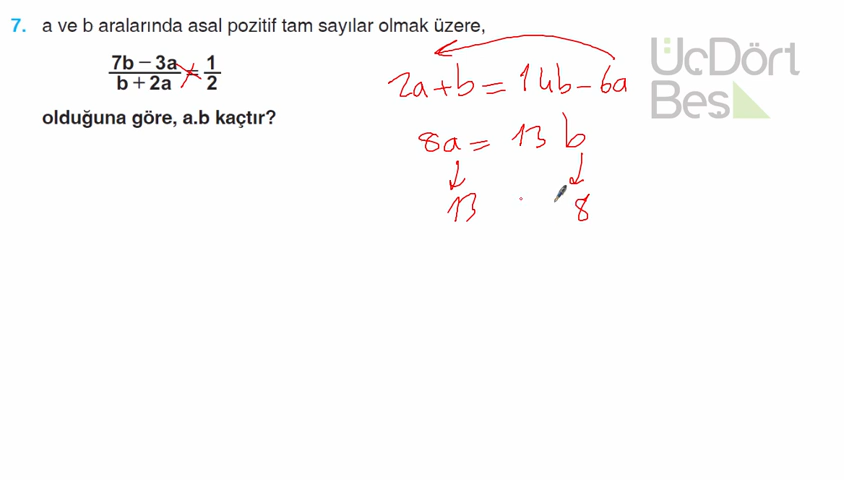 7. a ve b aralarında asal pozitif tam sayılar olmak üzere,
7b − 3a / b + 2a = 1 / 2
olduğuna göre, a.b kaçtır?
2a+b = 14b − 6a
8a = 13 b
13 . 8
ÜçDört
Beş